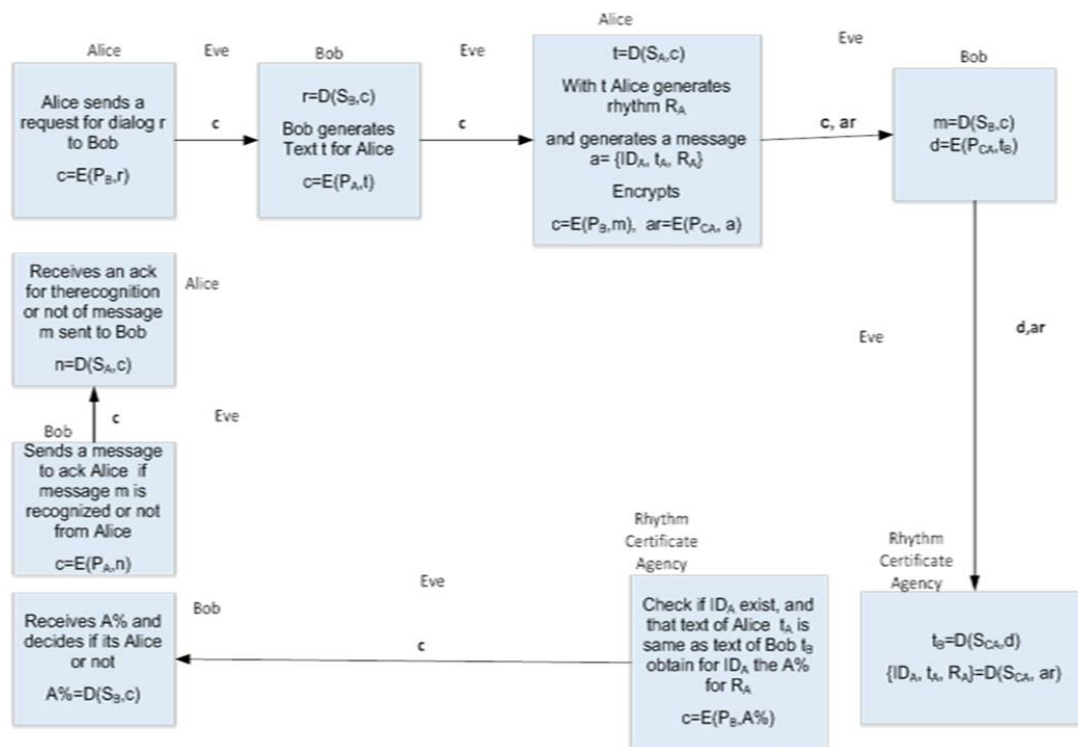 Alice
Eve
Alice sends a
request for dialog r
to Bob
c=E(P_B,r)
c
Bob
r=D(S_B,c)
Bob generates
Text t for Alice
c=E(P_A,t)
Eve
c
Alice
t=D(S_A,c)
With t Alice generates
rhythm R_A
and generates a message
a= {ID_A, t_A, R_A}
Encrypts
c=E(P_B,m), ar=E(P_CA, a)
Eve
c, ar
Bob
m=D(S_B,c)
d=E(P_CA,t_B)
Eve
d,ar
Rhythm
Certificate
Agency
t_B=D(S_CA,d)
{ID_A, t_A, R_A}=D(S_CA, ar)
Rhythm
Certificate
Agency
Check if ID_A exist, and
that text of Alice t_A is
same as text of Bob t_B
obtain for ID_A the A%
for R_A
c=E(P_B,A%)
Eve
c
Bob
Receives A% and
decides if its Alice
or not
A%=D(S_B,c)
Bob
Sends a message
to ack Alice if
message m is
recognized or not
from Alice
c=E(P_A,n)
c
Eve
Alice
Receives an ack
for therecognition
or not of message
m sent to Bob
n=D(S_A,c)